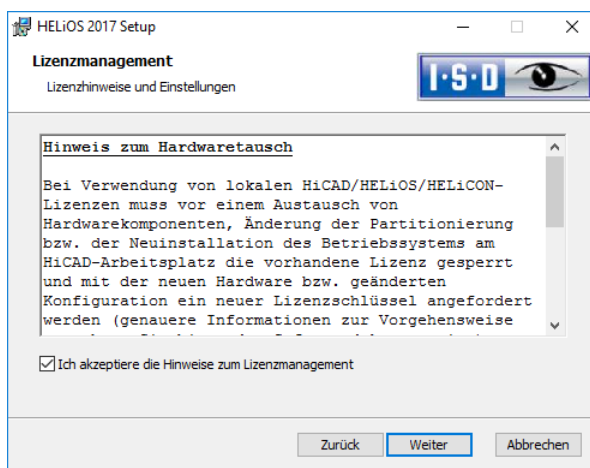 HELiOS 2017 Setup
Lizenzmanagement
Lizenzhinweise und Einstellungen
I·S·D
Hinweis zum Hardwaretausch
Bei Verwendung von lokalen HiCAD/HELiOS/HELiCON-
Lizenzen muss vor einem Austausch von
Hardwarekomponenten, Änderung der Partitionierung
bzw. der Neuinstallation des Betriebssystems am
HiCAD-Arbeitsplatz die vorhandene Lizenz gesperrt
und mit der neuen Hardware bzw. geänderten
Konfiguration ein neuer Lizenzschlüssel angefordert
werden (genauere Informationen zur Vorgehensweise
Ich akzeptiere die Hinweise zum Lizenzmanagement
Zurück
Weiter
Abbrechen